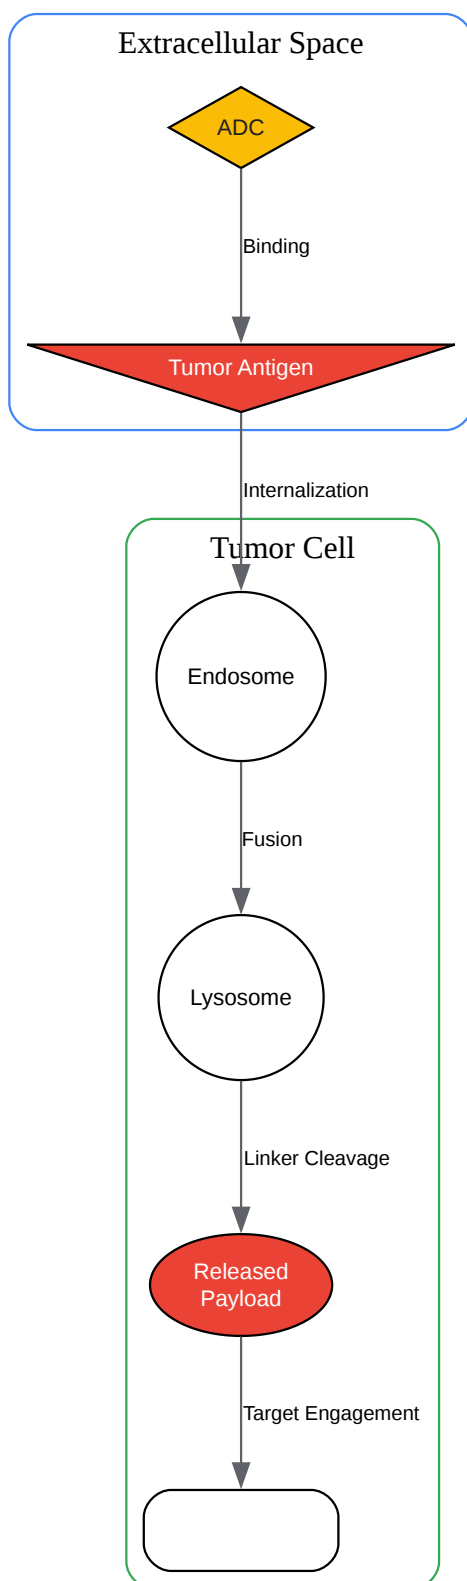 Extracellular Space
ADC
Binding
Tumor Antigen
Internalization
Tumor Cell
Endosome
Fusion
Lysosome
Linker Cleavage
Released
Payload
Target Engagement